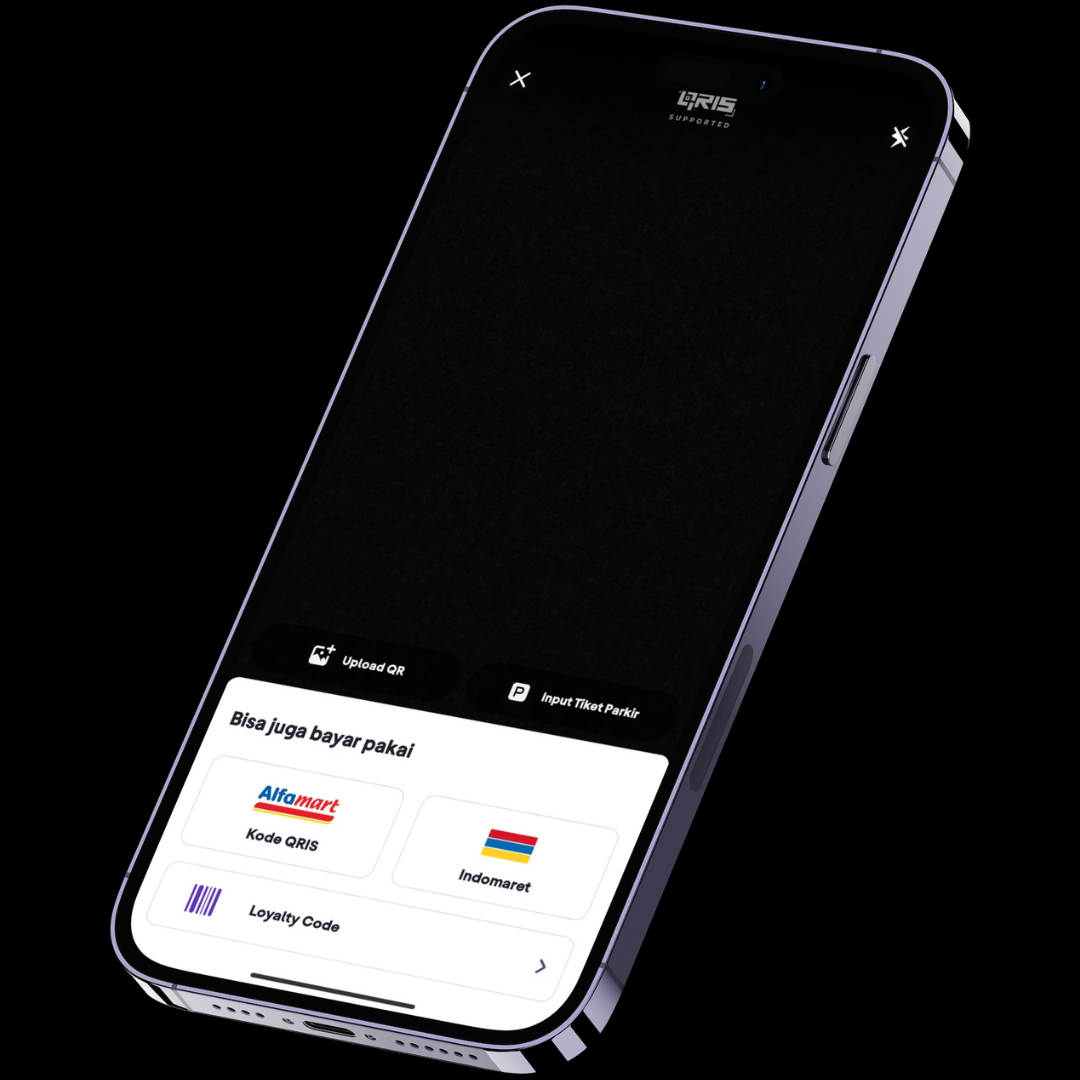 QRIS
SUPPORTED
Upload QR
P
Input Tiket Parkir
Bisa juga bayar pakai
Alfamart
Kode QRIS
Indomaret
Loyalty Code